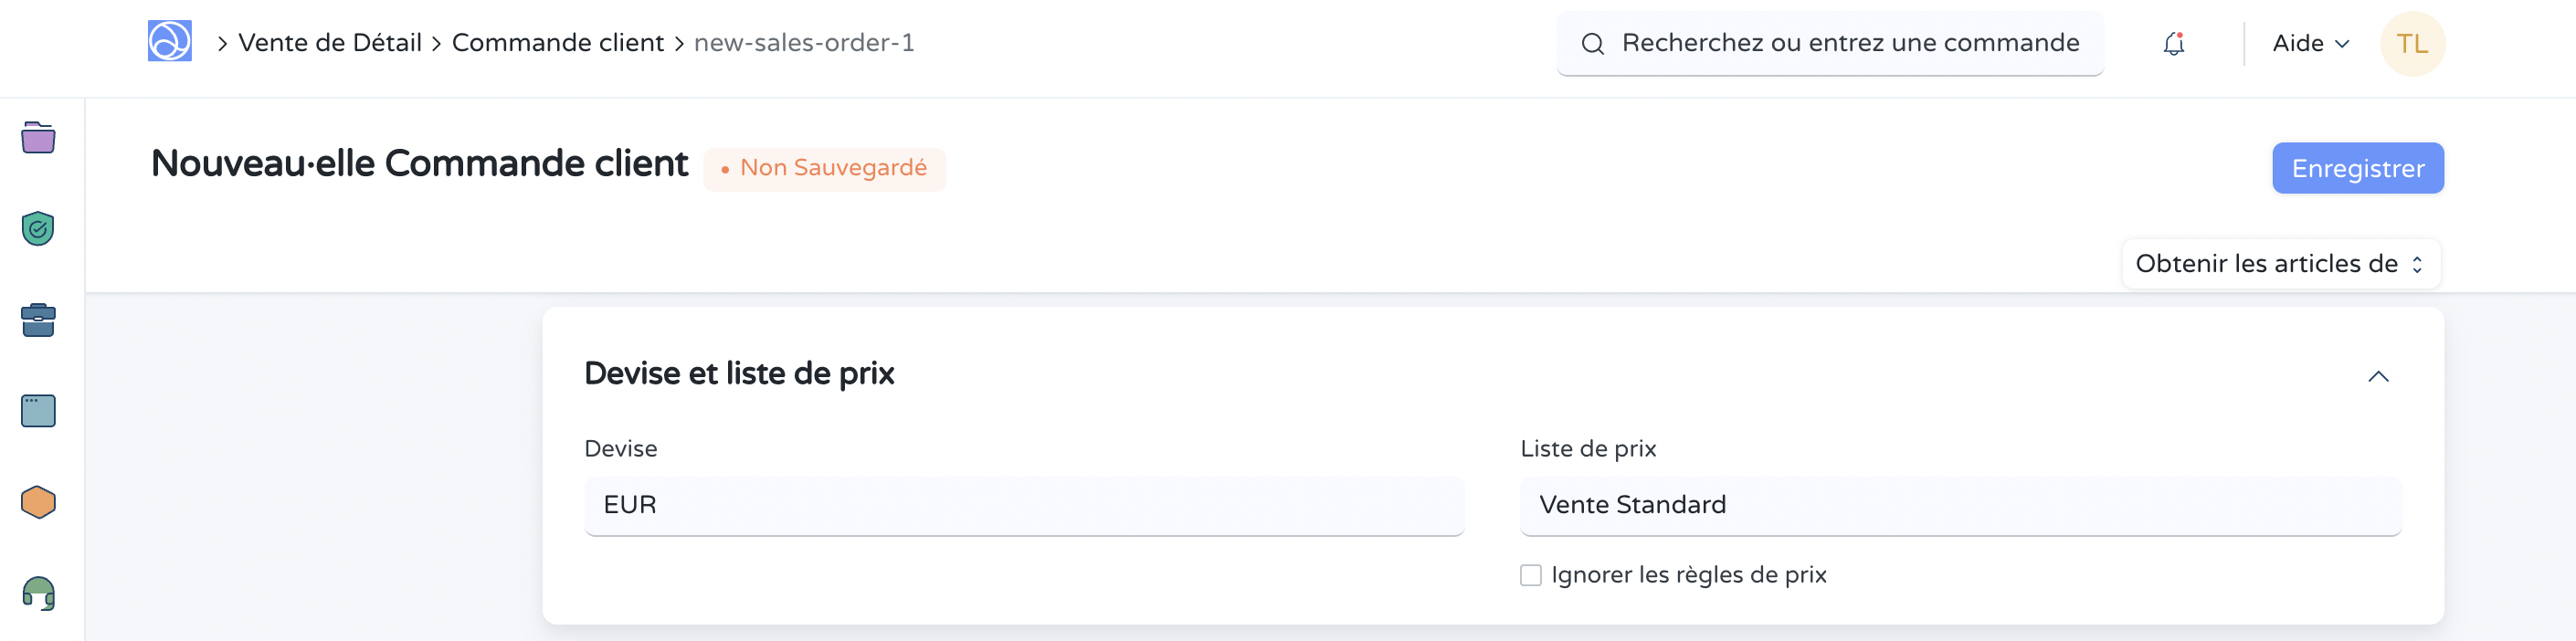 Vente de Détail
Commande client
new-sales-order-1
Recherchez ou entrez une commande
Aide
TL
Nouveau·elle Commande client
Non Sauvegardé
Enregistrer
Obtenir les articles de
Devise et liste de prix
Devise
Liste de prix
EUR
Vente Standard
Ignorer les règles de prix